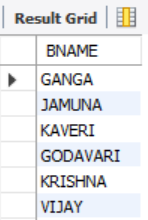 Result Grid
BNAME
GANGA
JAMUNA
KAVERI
GODAVARI
KRISHNA
VIJAY